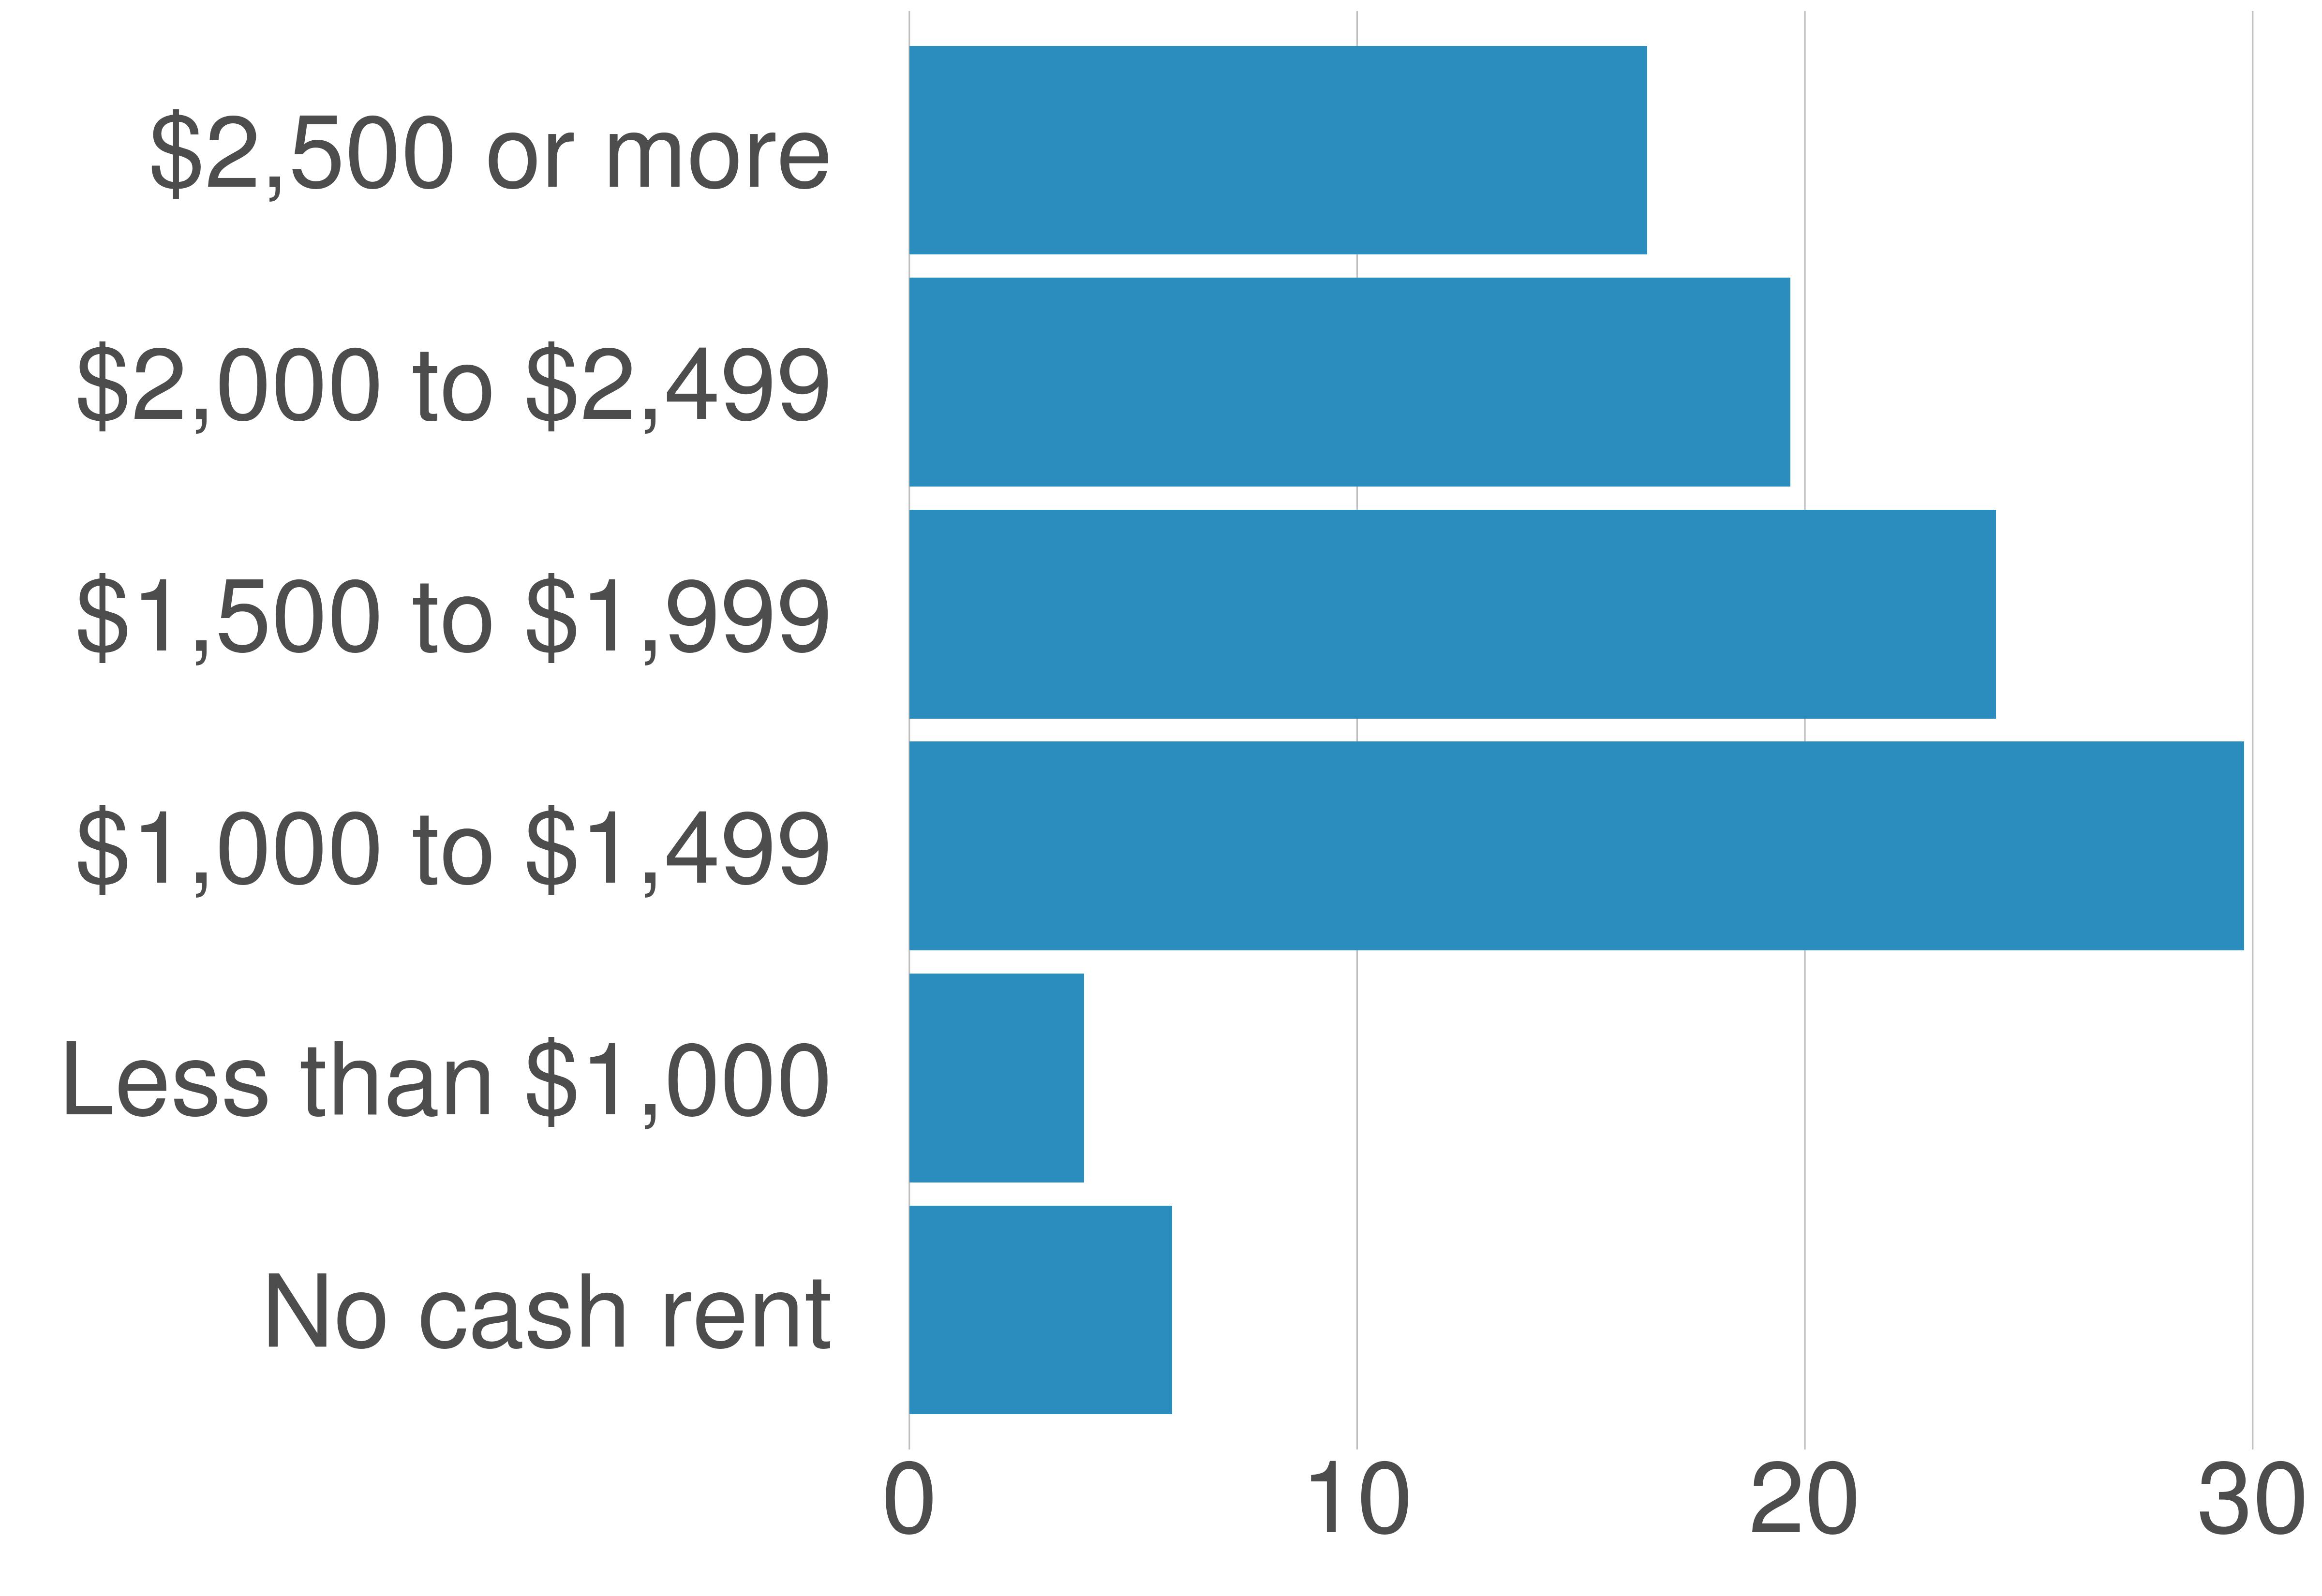 $2,500 or more
$2,000 to $2,499
$1,500 to $1,999
$1,000 to $1,499
Less than $1,000
No cash rent
0 10 20 30